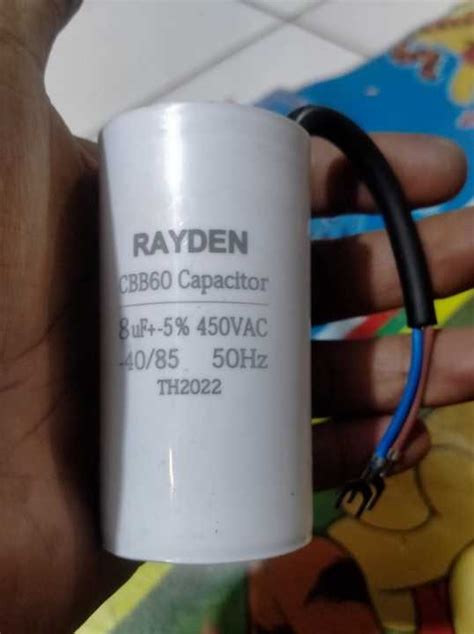 RAYDEN
CBB60 Capacitor
8uF+-5% 450VAC
-40/85 50Hz
TH2022